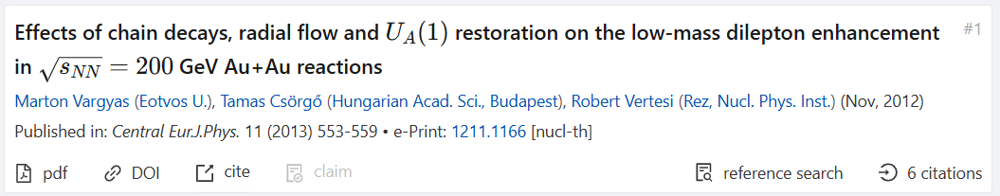 Effects of chain decays, radial flow and U_A(1) restoration on the low-mass dilepton enhancement #1
in √s_NN = 200 GeV Au+Au reactions
Marton Vargyas (Eotvos U.), Tamas Csörgő (Hungarian Acad. Sci., Budapest), Robert Vertesi (Rez, Nucl. Phys. Inst.) (Nov, 2012)
Published in: Central Eur.J.Phys. 11 (2013) 553-559 • e-Print: 1211.1166 [nucl-th]
pdf DOI cite claim reference search 6 citations